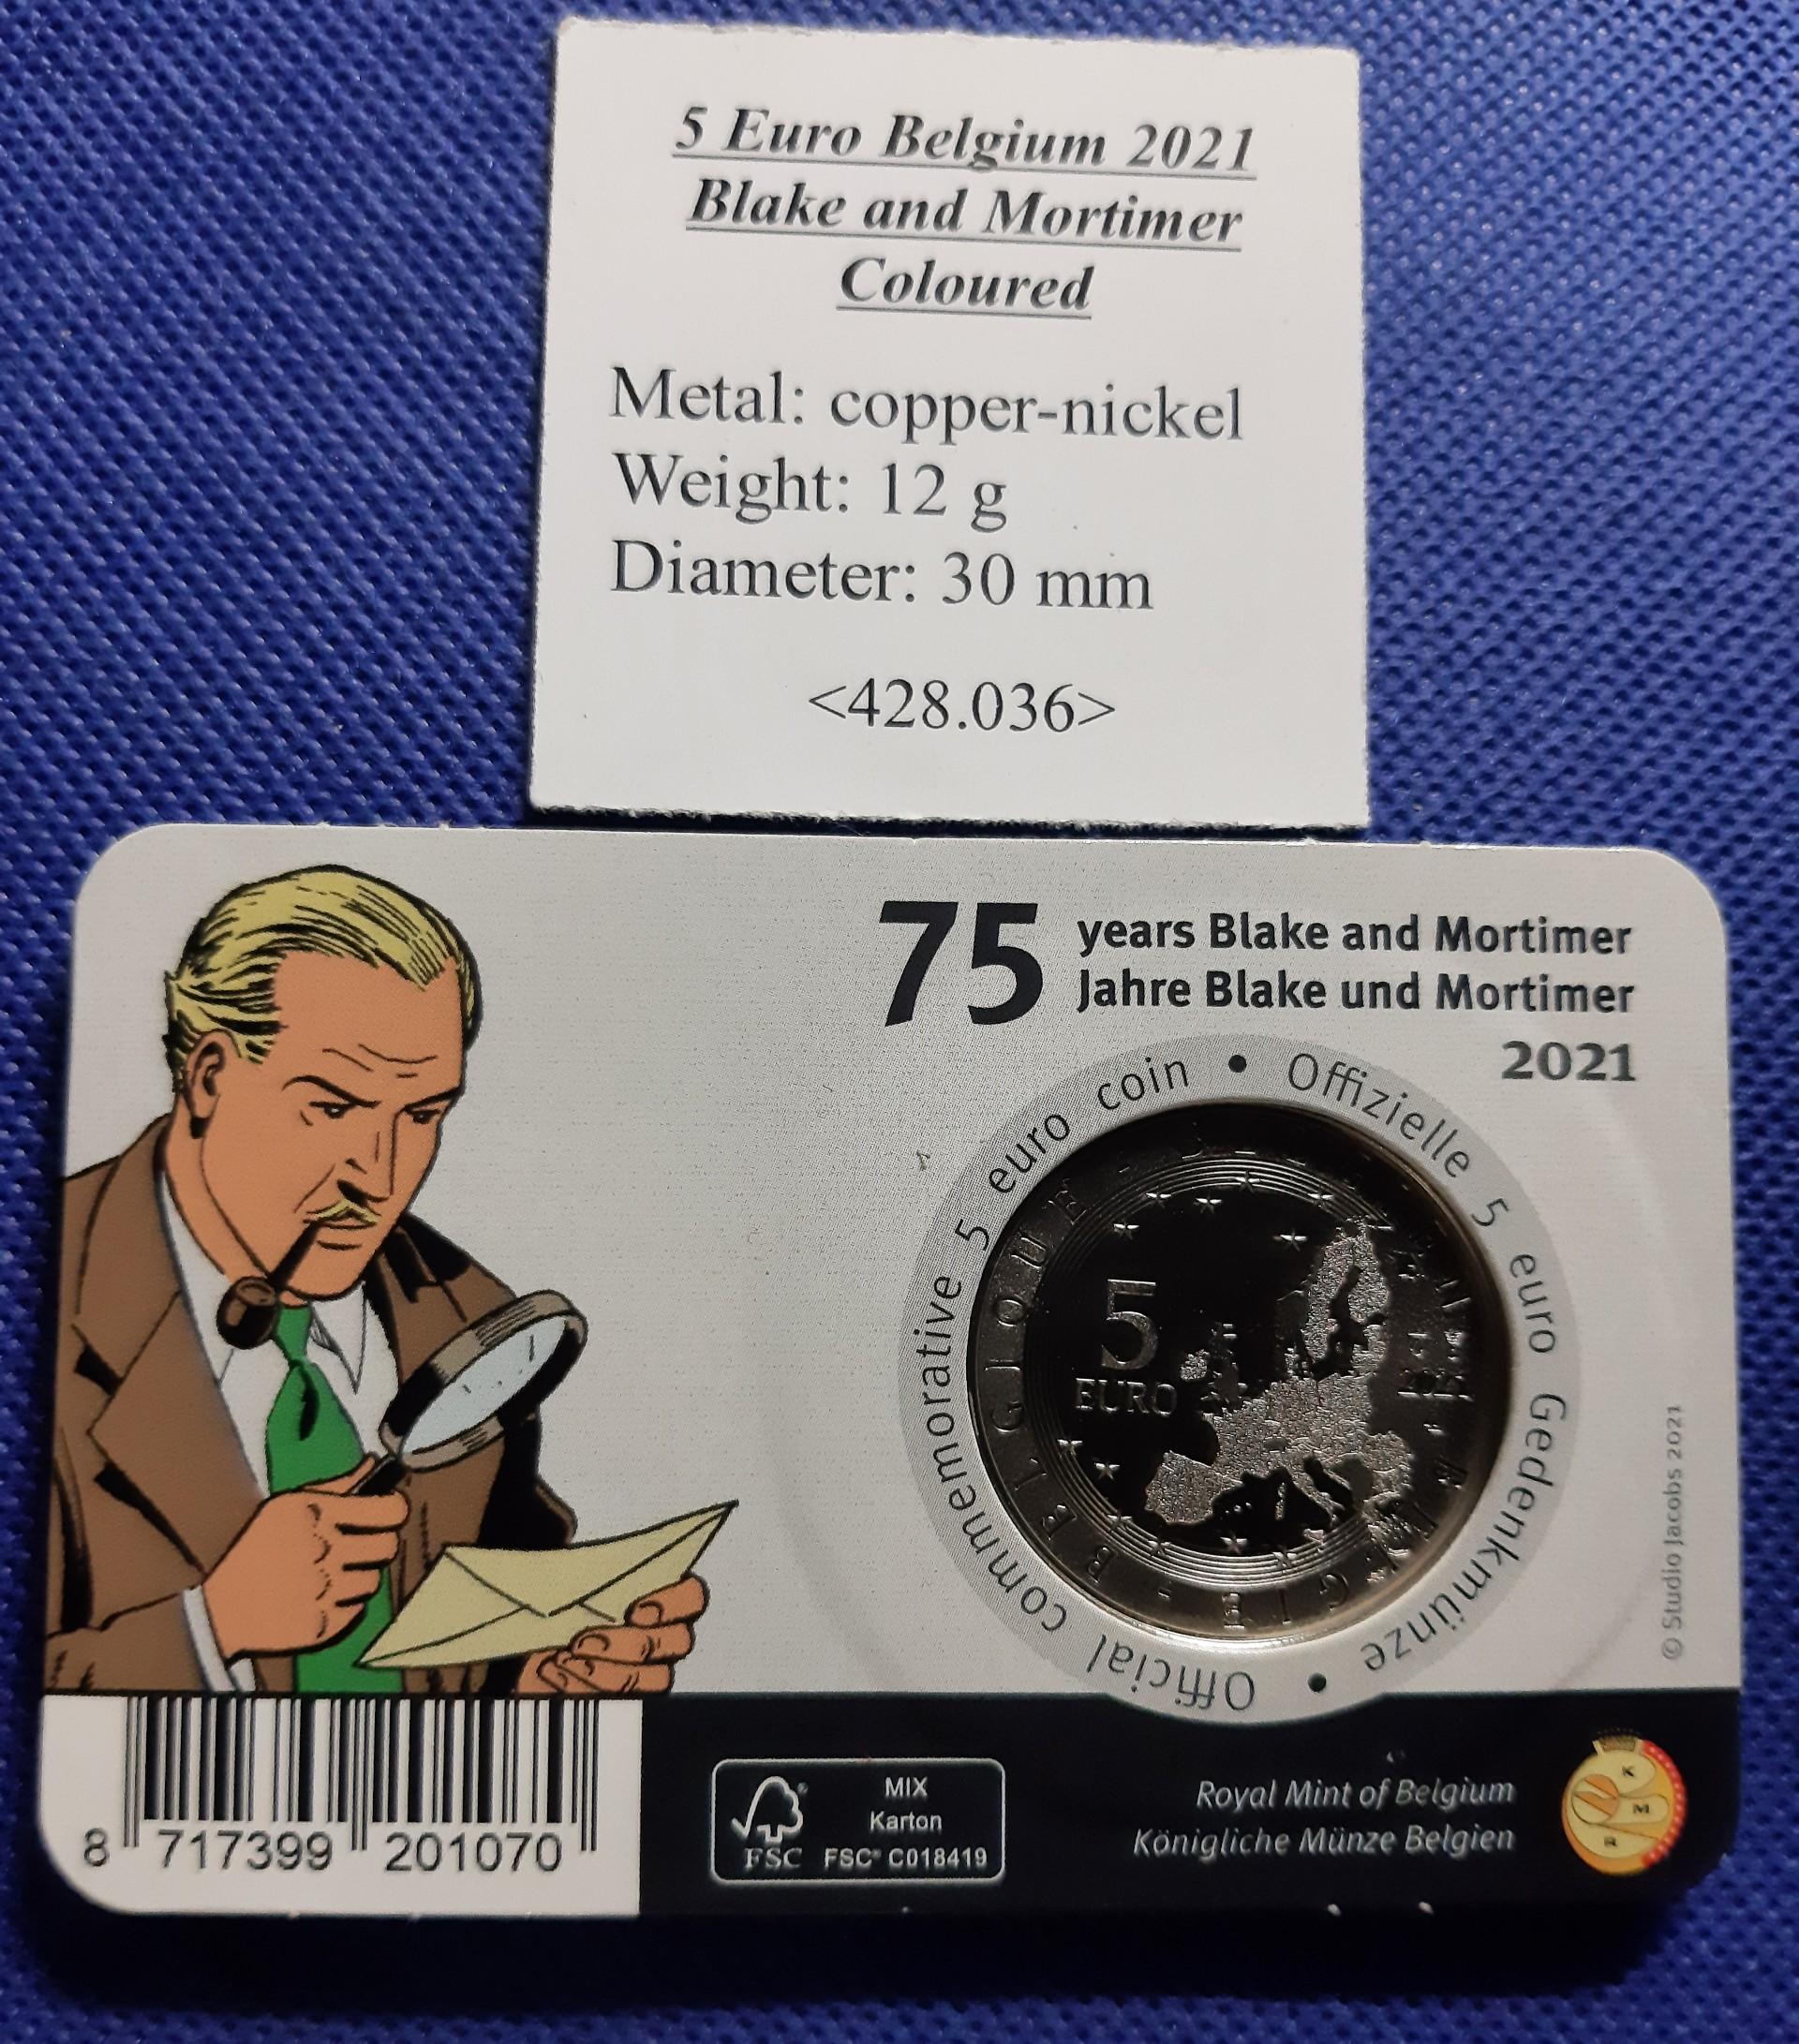 5 Euro Belgium 2021
Blake and Mortimer
Coloured
Metal: copper-nickel
Weight: 12 g
Diameter: 30 mm
<428.036>
75 years Blake and Mortimer
Jahre Blake und Mortimer
2021
Official commemorative 5 euro coin • Offizielle 5 euro Gedenkmünze •
BELGIQUE -
5
EURO
© Studio Jacobs 2021
8 717399 201070
FSC®
MIX
Karton
FSC® C018419
Royal Mint of Belgium
Königliche Münze Belgien
K
M
R